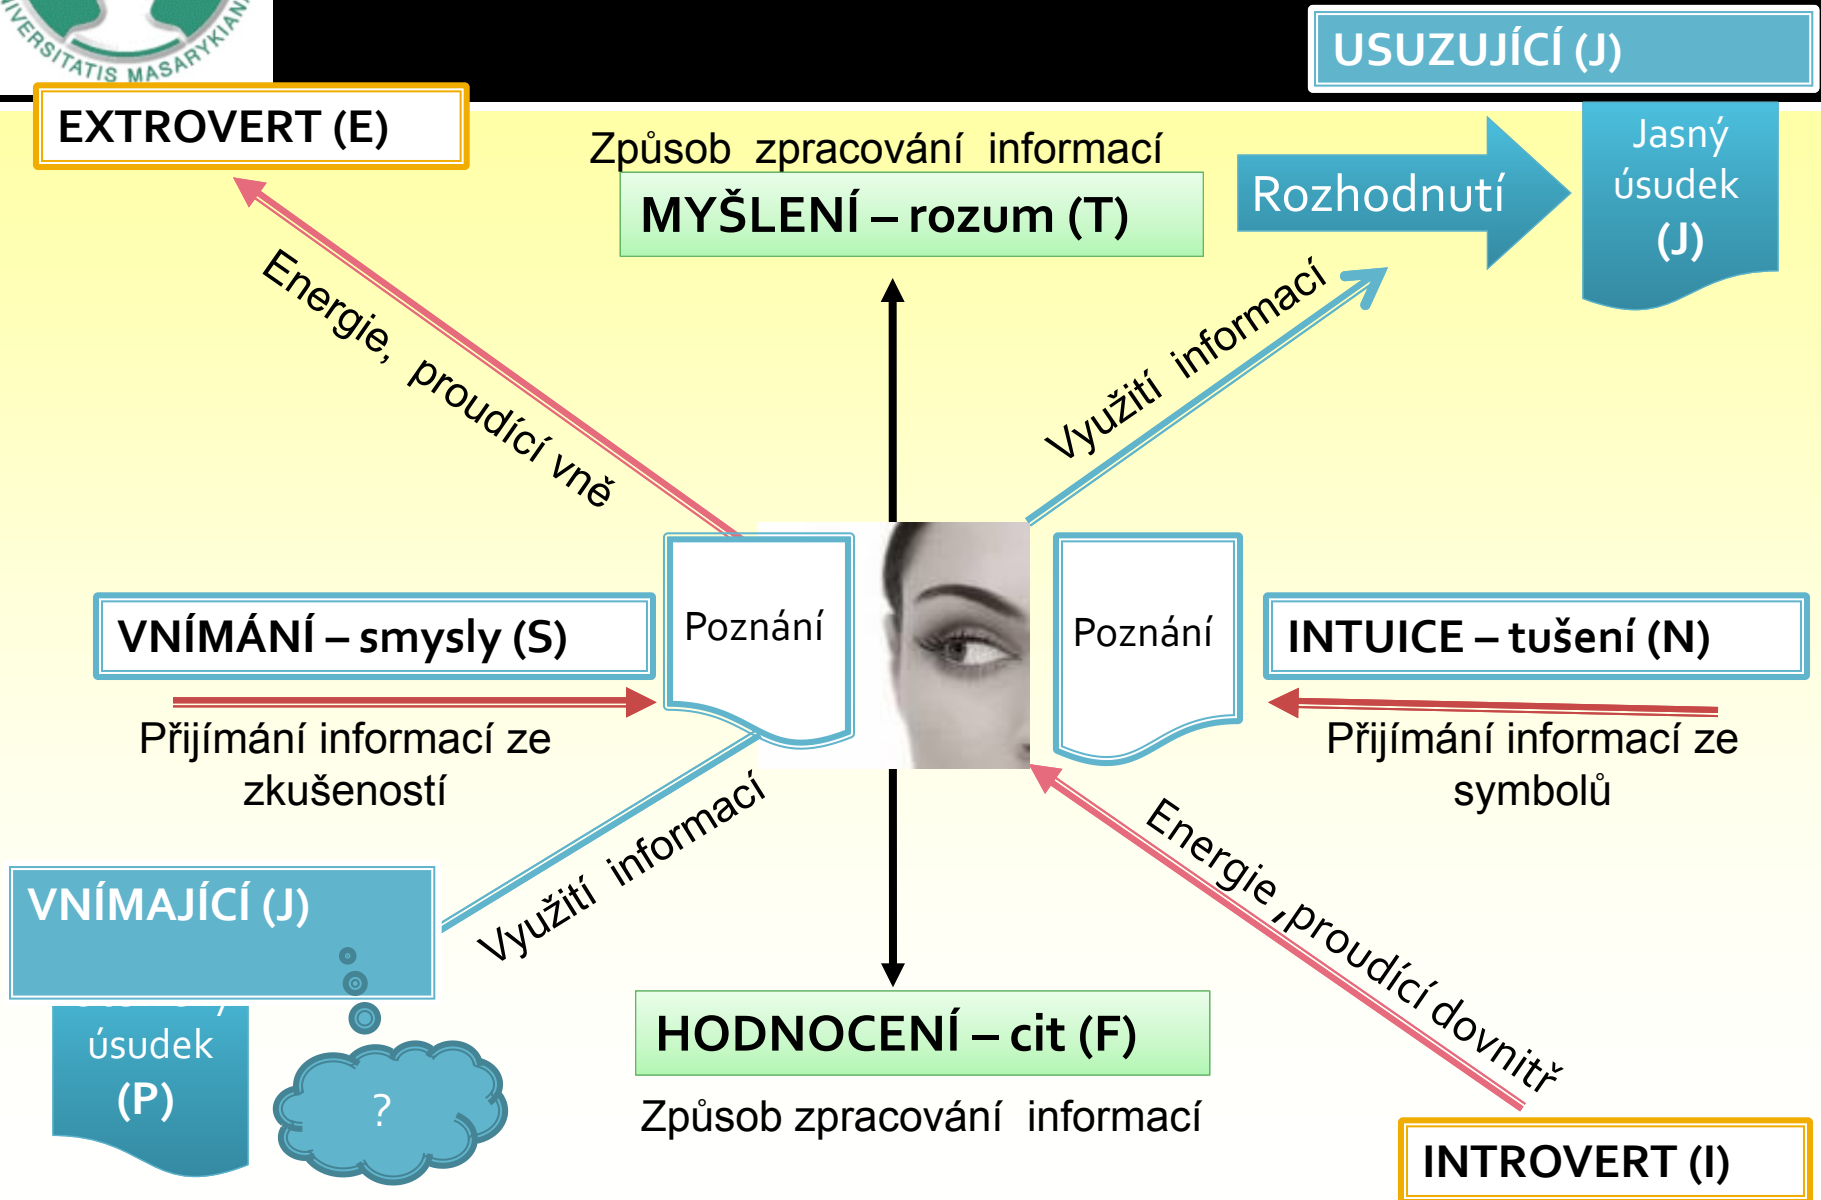 UNIVERSITATIS MASARYKIANA
USUZUJÍCÍ (J)
EXTROVERT (E)
Způsob zpracování informací
MYŠLENÍ – rozum (T)
Rozhodnutí
Jasný
úsudek
(J)
Energie, proudící vně
Využití informací
VNÍMÁNÍ – smysly (S)
Poznání
Poznání
INTUICE – tušení (N)
Přijímání informací ze
zkušeností
Přijímání informací ze
symbolů
Využití informací
Energie ,proudící dovnitř
VNÍMAJÍCÍ (J)
úsudek
(P)
?
HODNOCENÍ – cit (F)
Způsob zpracování informací
INTROVERT (I)